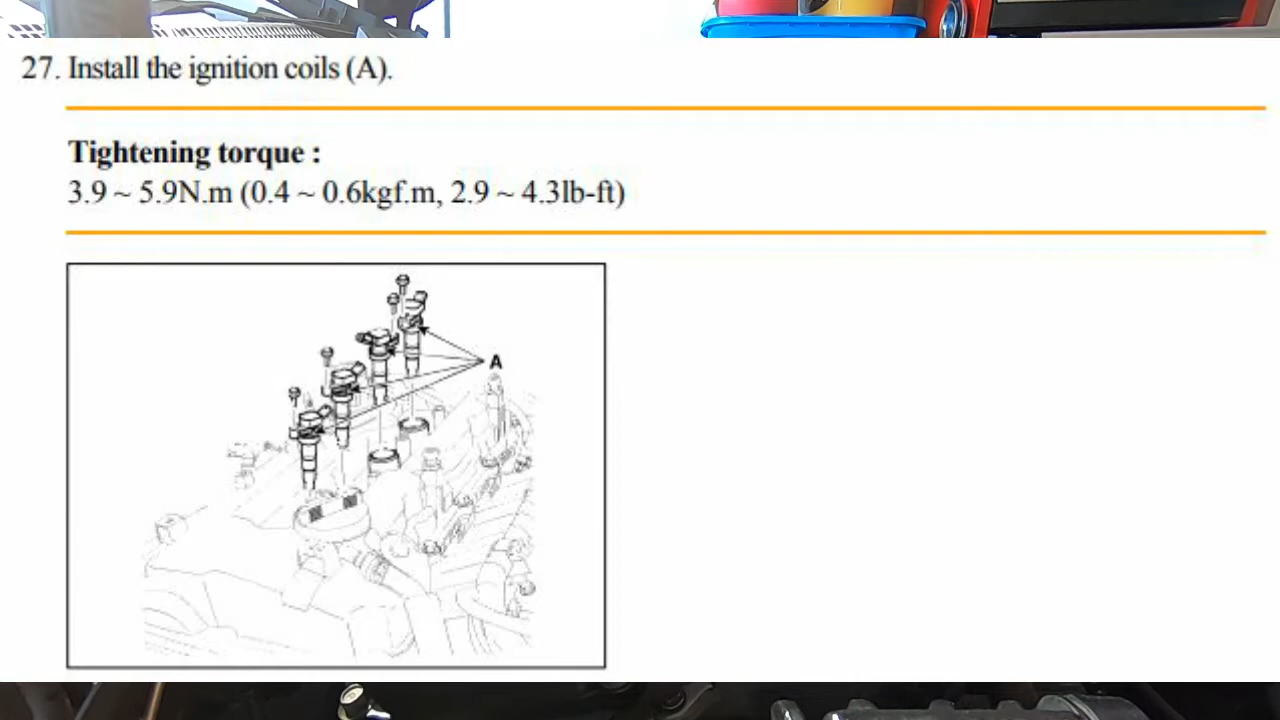 27. Install the ignition coils (A).
Tightening torque :
3.9 ~ 5.9N.m (0.4 ~ 0.6kgf.m, 2.9 ~ 4.3lb-ft)
A